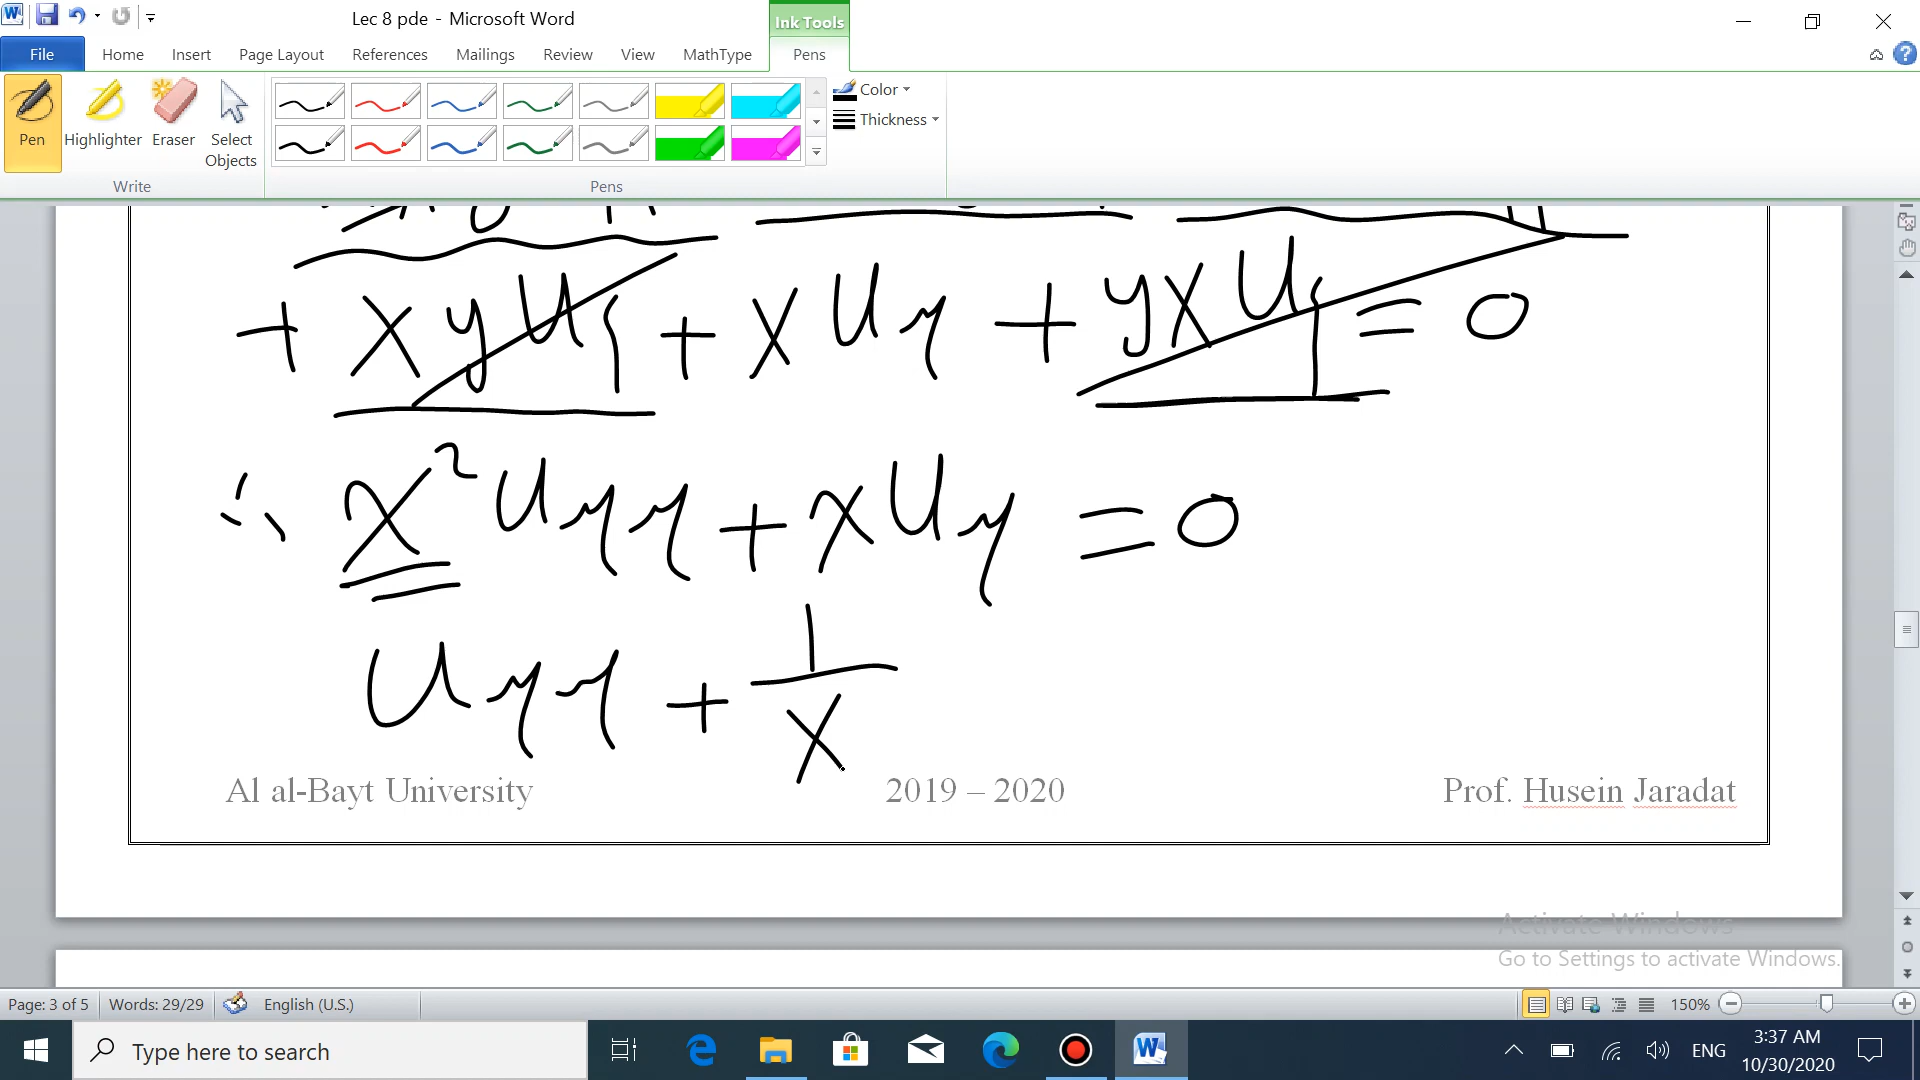 Lec 8 pde - Microsoft Word
Ink Tools
File Home Insert Page Layout References Mailings Review View MathType Pens
Pen Highlighter Eraser Select Objects
Color
Thickness
Write Pens
+ xyUξ + xUη + yxUξ = 0
∴ x²Uηη + xUη = 0
Uηη + 1/x
Al al-Bayt University 2019 – 2020 Prof. Husein Jaradat
Activate Windows
Go to Settings to activate Windows.
Page: 3 of 5 Words: 29/29 English (U.S.) 150%
Type here to search
ENG
3:37 AM
10/30/2020